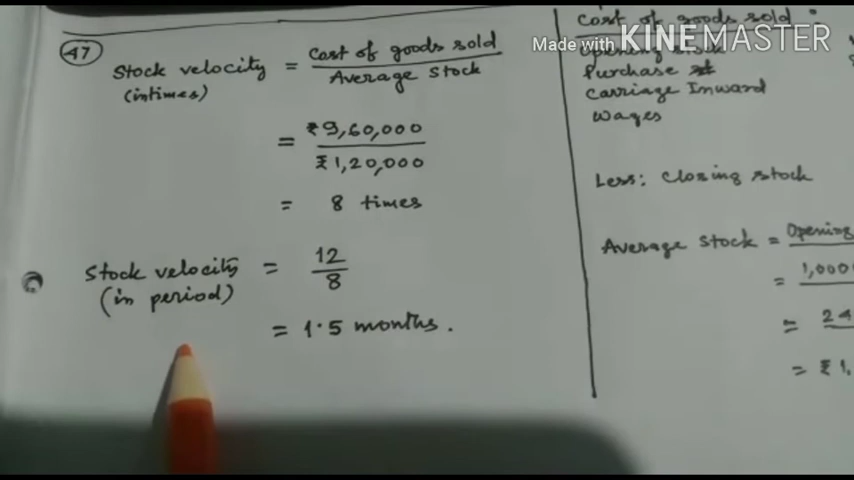 47
Stock velocity = Cost of goods sold / Average Stock
(in times)
= ₹9,60,000 / ₹1,20,000
= 8 times
Stock velocity = 12 / 8
(in period)
= 1.5 months.
Cost of goods sold :
Made with KINEMASTER
Purchase
Carriage Inward
Wages
Less: Closing stock
Average stock = Opening
= 1,000
= 24
= ₹1,